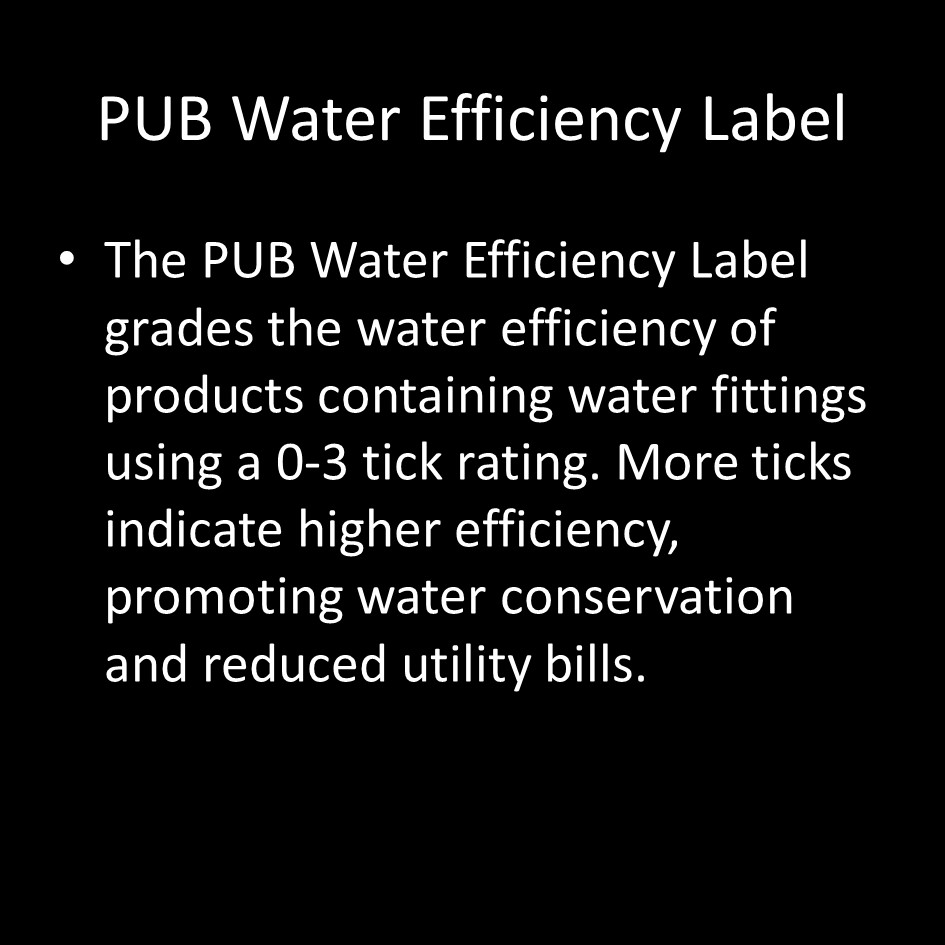 PUB Water Efficiency Label
• The PUB Water Efficiency Label
grades the water efficiency of
products containing water fittings
using a 0-3 tick rating. More ticks
indicate higher efficiency,
promoting water conservation
and reduced utility bills.